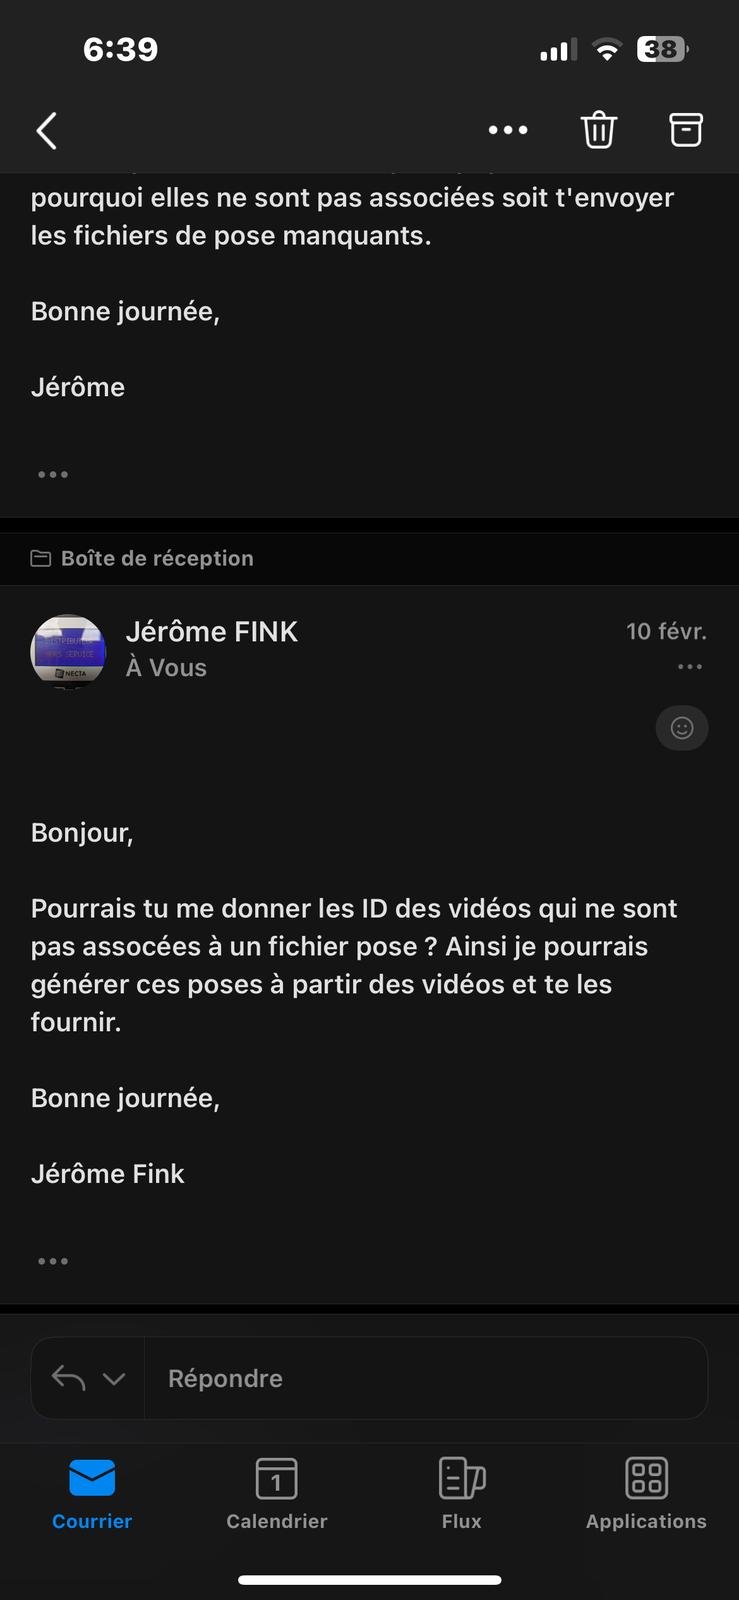 6:39
38
pourquoi elles ne sont pas associées soit t'envoyer
les fichiers de pose manquants.
Bonne journée,
Jérôme
Boîte de réception
Jérôme FINK
10 févr.
À Vous
HORS SERVICE
NECTA
Bonjour,
Pourrais tu me donner les ID des vidéos qui ne sont
pas assocées à un fichier pose ? Ainsi je pourrais
générer ces poses à partir des vidéos et te les
fournir.
Bonne journée,
Jérôme Fink
Répondre
1
Courrier
Calendrier
Flux
Applications